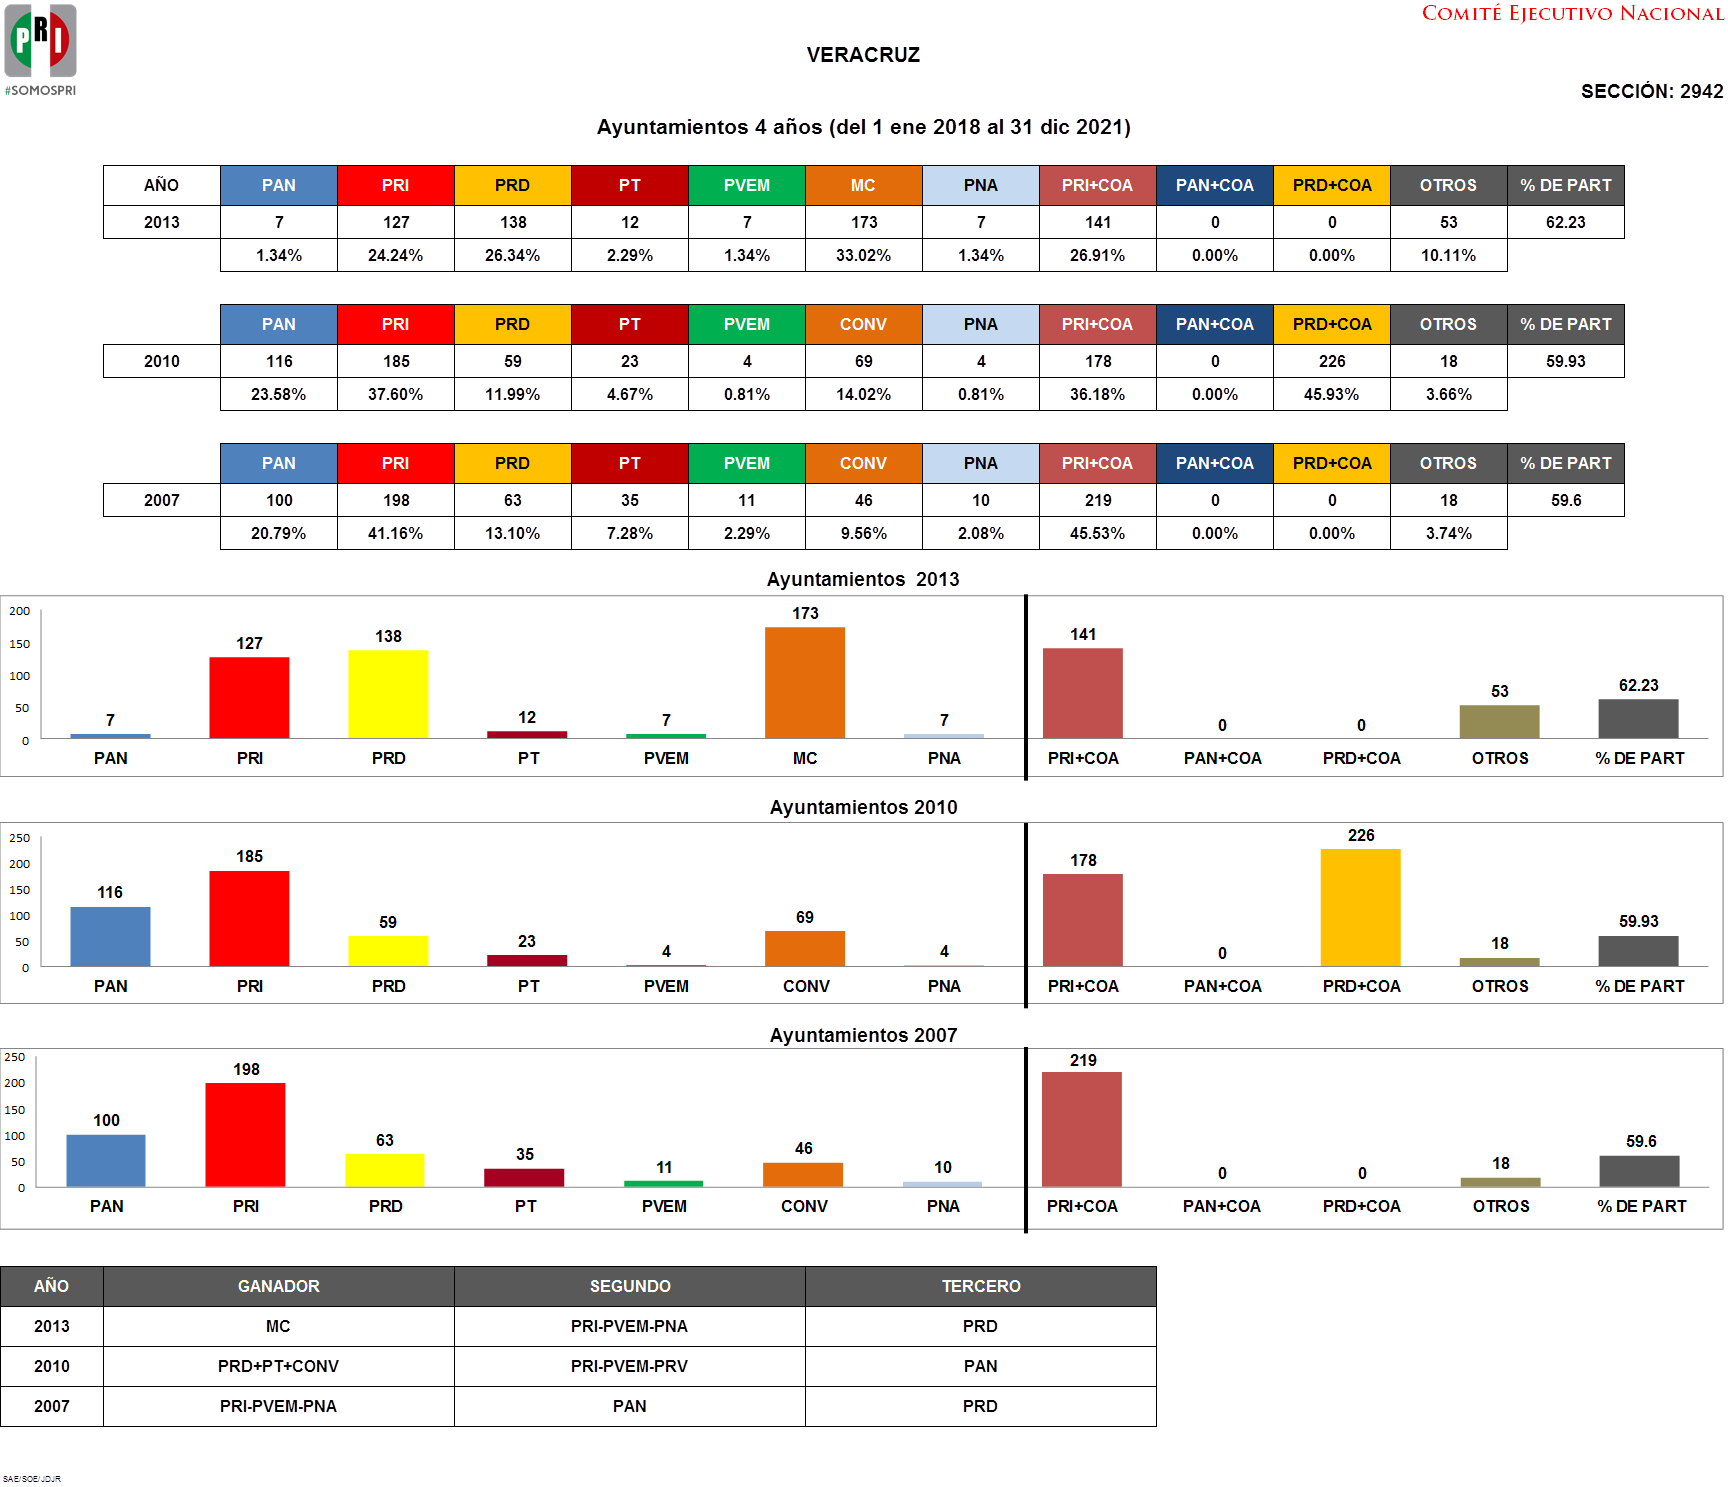 COMITÉ EJECUTIVO NACIONAL
PRI
#SOMOSPRI
VERACRUZ
SECCIÓN: 2942
Ayuntamientos 4 años (del 1 ene 2018 al 31 dic 2021)
AÑO PAN PRI PRD PT PVEM MC PNA PRI+COA PAN+COA PRD+COA OTROS % DE PART
2013 7 127 138 12 7 173 7 141 0 0 53 62.23
1.34% 24.24% 26.34% 2.29% 1.34% 33.02% 1.34% 26.91% 0.00% 0.00% 10.11%
PAN PRI PRD PT PVEM CONV PNA PRI+COA PAN+COA PRD+COA OTROS % DE PART
2010 116 185 59 23 4 69 4 178 0 226 18 59.93
23.58% 37.60% 11.99% 4.67% 0.81% 14.02% 0.81% 36.18% 0.00% 45.93% 3.66%
PAN PRI PRD PT PVEM CONV PNA PRI+COA PAN+COA PRD+COA OTROS % DE PART
2007 100 198 63 35 11 46 10 219 0 0 18 59.6
20.79% 41.16% 13.10% 7.28% 2.29% 9.56% 2.08% 45.53% 0.00% 0.00% 3.74%
Ayuntamientos 2013
200
150
100
50
0
7 127 138 12 7 173 7 141 0 0 53 62.23
PAN PRI PRD PT PVEM MC PNA PRI+COA PAN+COA PRD+COA OTROS % DE PART
Ayuntamientos 2010
250
200
150
100
50
0
116 185 59 23 4 69 4 178 0 226 18 59.93
PAN PRI PRD PT PVEM CONV PNA PRI+COA PAN+COA PRD+COA OTROS % DE PART
Ayuntamientos 2007
250
200
150
100
50
0
100 198 63 35 11 46 10 219 0 0 18 59.6
PAN PRI PRD PT PVEM CONV PNA PRI+COA PAN+COA PRD+COA OTROS % DE PART
AÑO GANADOR SEGUNDO TERCERO
2013 MC PRI-PVEM-PNA PRD
2010 PRD+PT+CONV PRI-PVEM-PRV PAN
2007 PRI-PVEM-PNA PAN PRD
SAE/SOE/JDJR